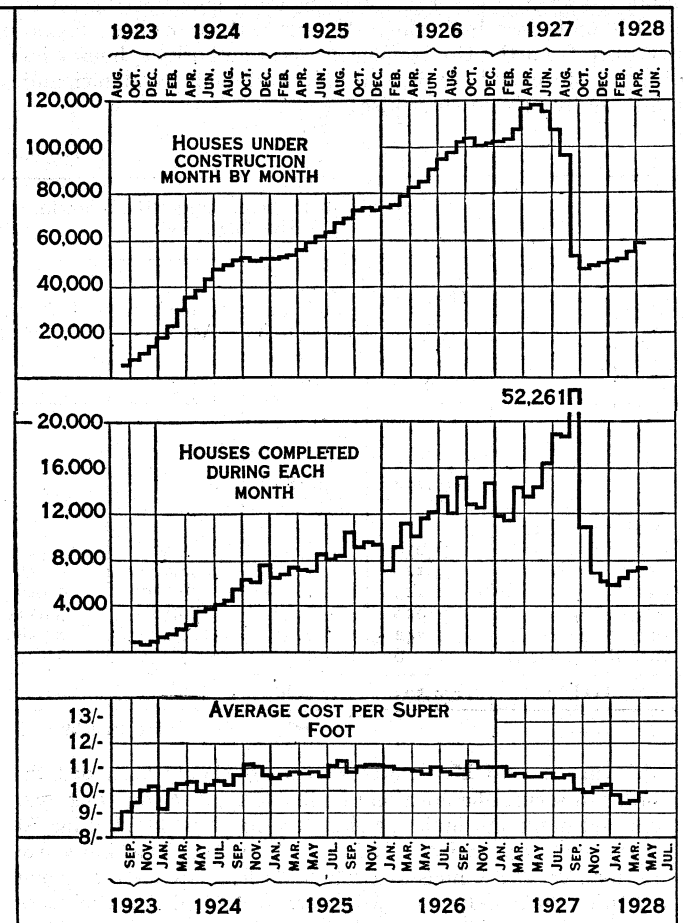 1923 1924 1925 1926 1927 1928
AUG. OCT. DEC. FEB. APR. JUN. AUG. OCT. DEC. FEB. APR. JUN. AUG. OCT. DEC. FEB. APR. JUN. AUG. OCT. DEC. FEB. APR. JUN. AUG. OCT. DEC. FEB. APR. JUN.
120,000
100,000
80,000
60,000
40,000
20,000
HOUSES UNDER
CONSTRUCTION
MONTH BY MONTH
52,261
20,000
16.000
12,000
8,000
4,000
HOUSES COMPLETED
DURING EACH
MONTH
AVERAGE COST PER SUPER
FOOT
13/-
12/-
11/-
10/-
9/-
8/-
SEP. NOV. JAN. MAR. MAY JUL. SEP. NOV. JAN. MAR. MAY JUL. SEP. NOV. JAN. MAR. MAY JUL. SEP. NOV. JAN. MAR. MAY JUL. SEP. NOV. JAN. MAR. MAY JUL.
1923 1924 1925 1926 1927 1928